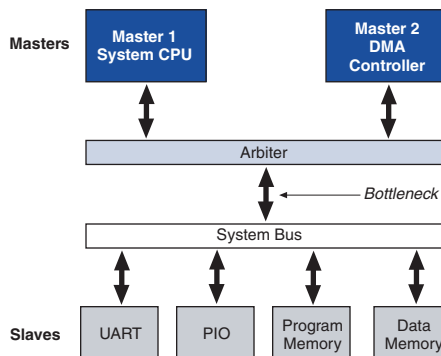 Masters
Master 1
System CPU
Master 2
DMA
Controller
Arbiter
Bottleneck
System Bus
Slaves
UART
PIO
Program
Memory
Data
Memory